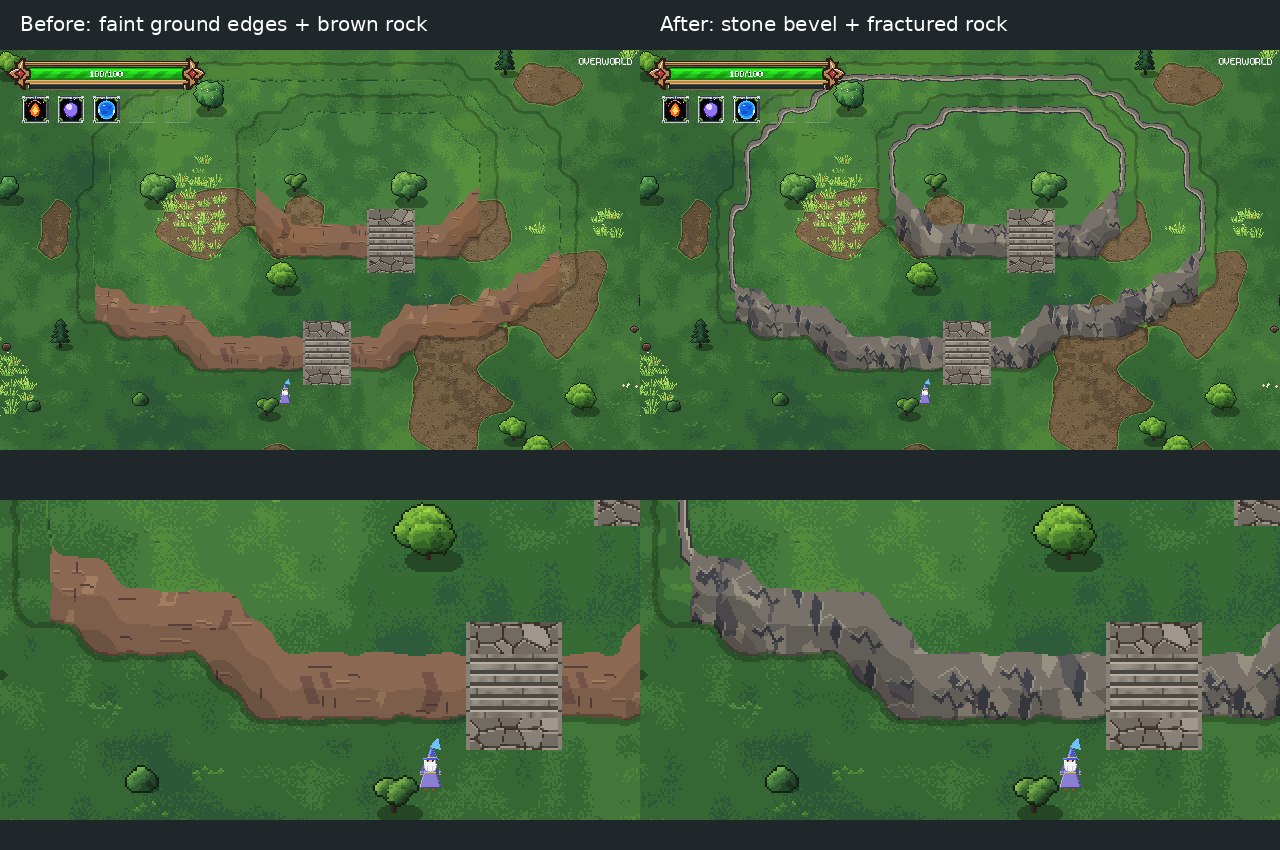 Before: faint ground edges + brown rock
After: stone bevel + fractured rock
100/100
OVERWORLD
100/100
OVERWORLD